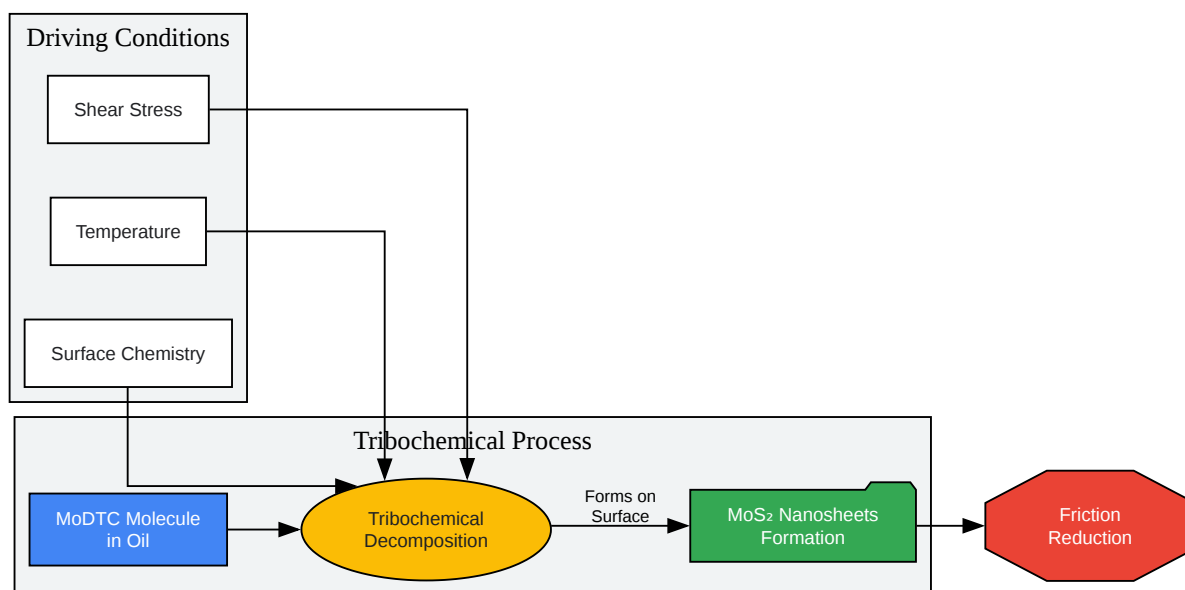 Driving Conditions
Shear Stress
Temperature
Surface Chemistry
Tribochemical Process
MoDTC Molecule
in Oil
Tribochemical
Decomposition
Forms on
Surface
MoS₂ Nanosheets
Formation
Friction
Reduction